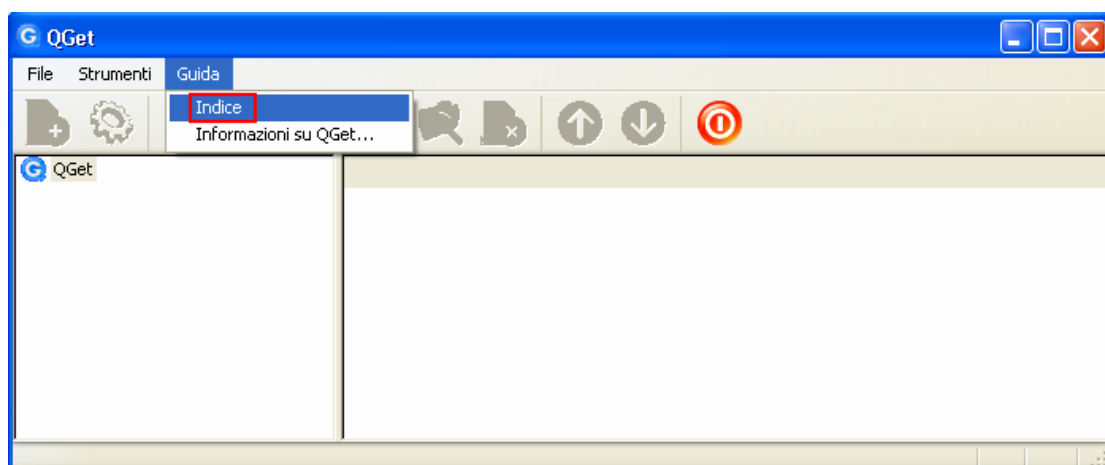 QGet
File Strumenti Guida
Indice
Informazioni su QGet...
QGet